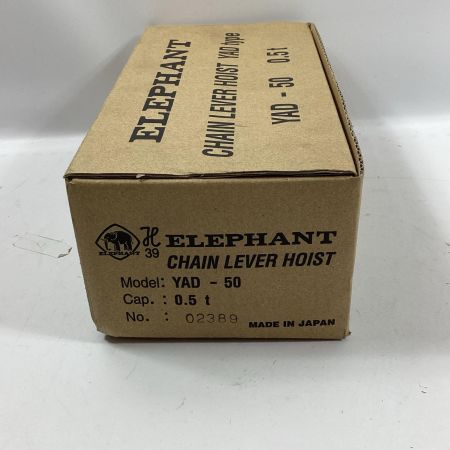 ELEPHANT
CHAIN LEVER HOIST YAD type
YAD - 50 0.5 t
ELEPHANT
H
39
ELEPHANT
CHAIN LEVER HOIST
Model: YAD - 50
Cap. : 0.5 t
No. : 02389
MADE IN JAPAN